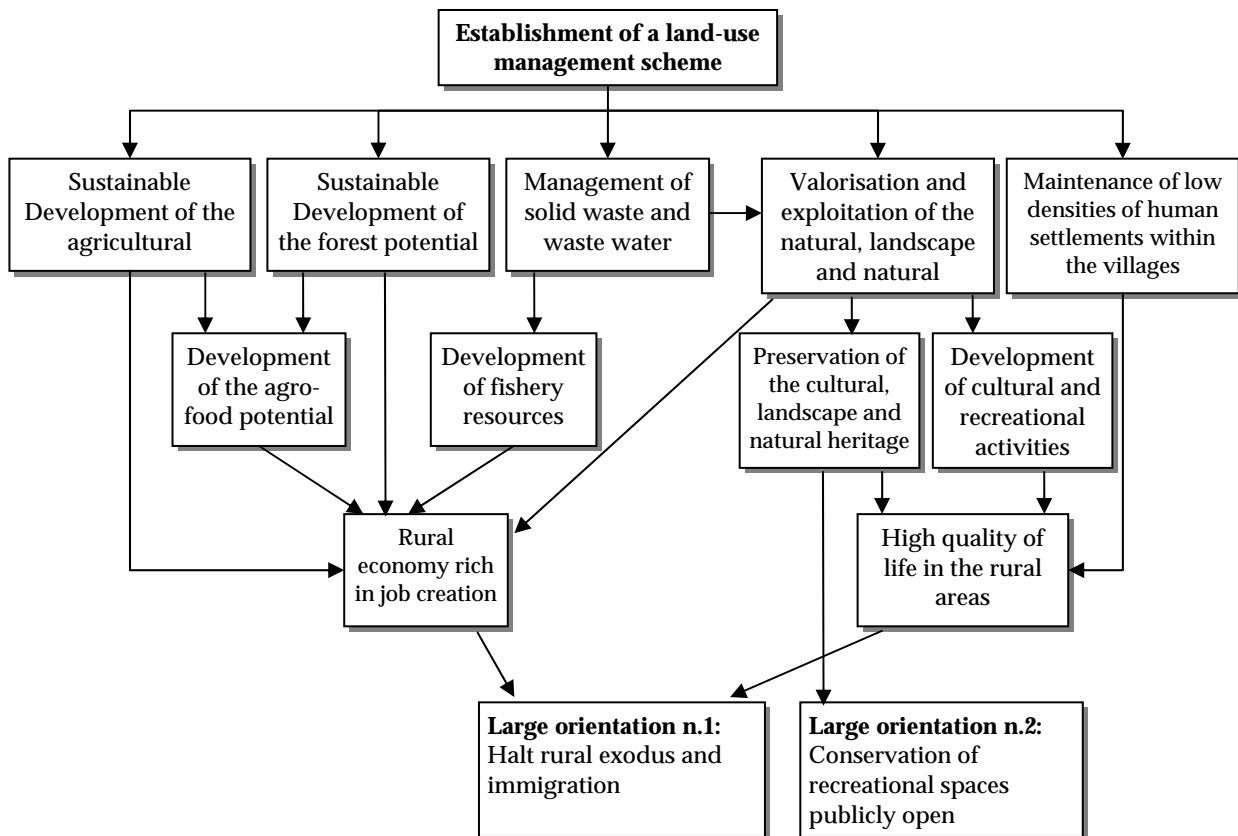 Establishment of a land-use
management scheme
Sustainable
Development of the
agricultural
Sustainable
Development of
the forest potential
Management of
solid waste and
waste water
Valorisation and
exploitation of the
natural, landscape
and natural
Maintenance of low
densities of human
settlements within
the villages
Development
of the agro-
food potential
Development
of fishery
resources
Preservation of
the cultural,
landscape and
natural heritage
Development
of cultural and
recreational
activities
Rural
economy rich
in job creation
High quality of
life in the rural
areas
Large orientation n.1:
Halt rural exodus and
immigration
Large orientation n.2:
Conservation of
recreational spaces
publicly open